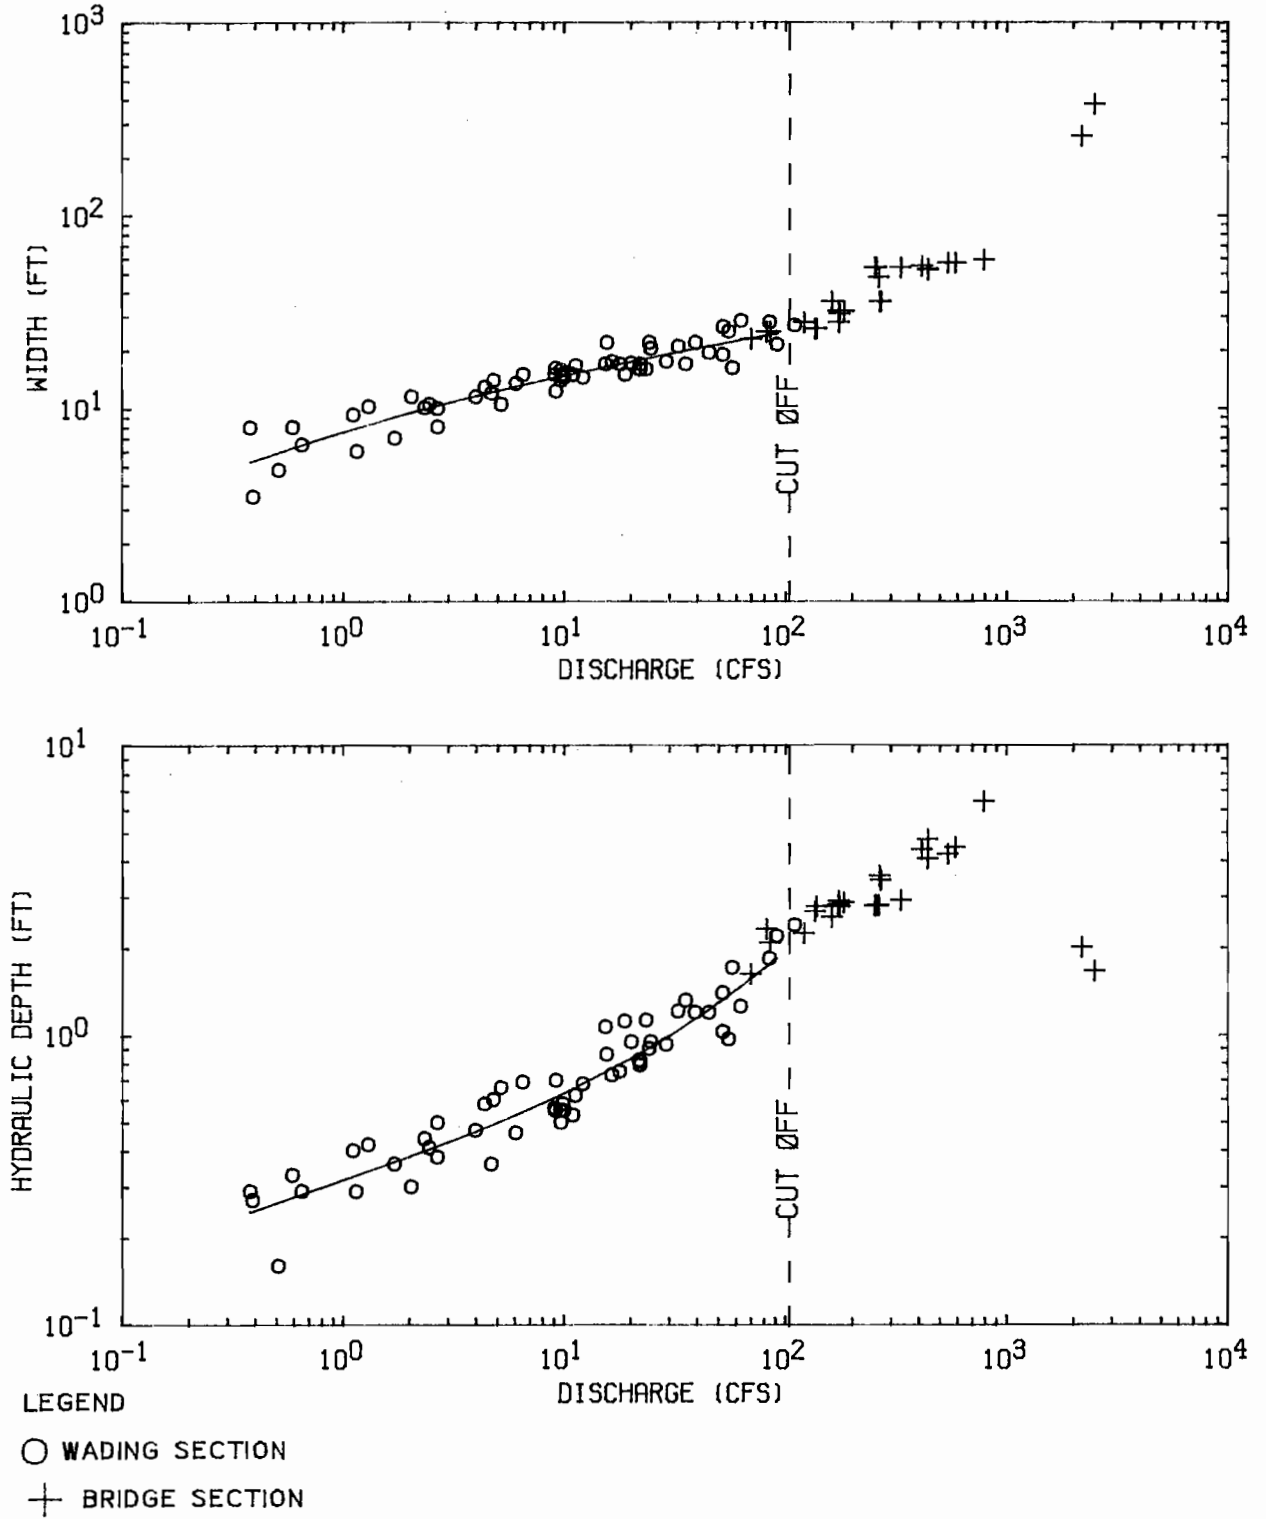 10³
10²
10¹
10⁰
WIDTH (FT)
CUT ØFF
10⁻¹ 10⁰ 10¹ 10² 10³ 10⁴
DISCHARGE (CFS)
10¹
10⁰
10⁻¹
HYDRAULIC DEPTH (FT)
CUT ØFF
10⁻¹ 10⁰ 10¹ 10² 10³ 10⁴
DISCHARGE (CFS)
LEGEND
WADING SECTION
BRIDGE SECTION